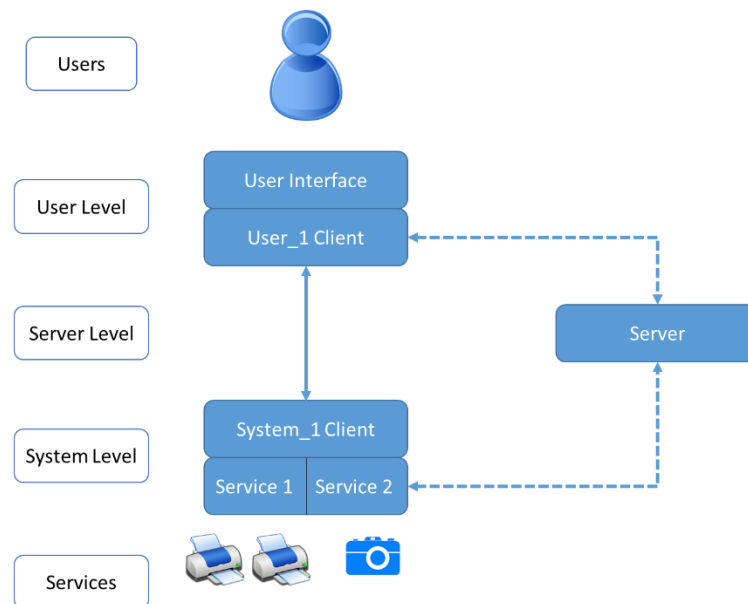 Users
User Interface
User Level
User_1 Client
Server Level
Server
System_1 Client
System Level
Service 1
Service 2
Services